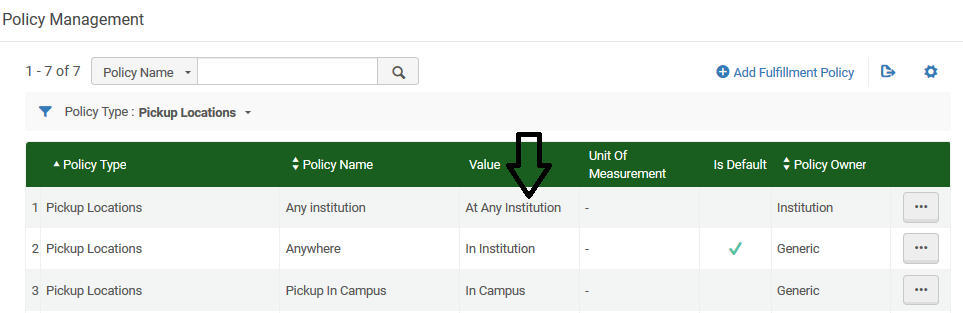 Policy Management
1 - 7 of 7 Policy Name Add Fulfillment Policy
Policy Type : Pickup Locations
Policy Type Policy Name Value Unit Of Measurement Is Default Policy Owner
1 Pickup Locations Any institution At Any Institution - Institution
2 Pickup Locations Anywhere In Institution - Generic
3 Pickup Locations Pickup In Campus In Campus - Generic